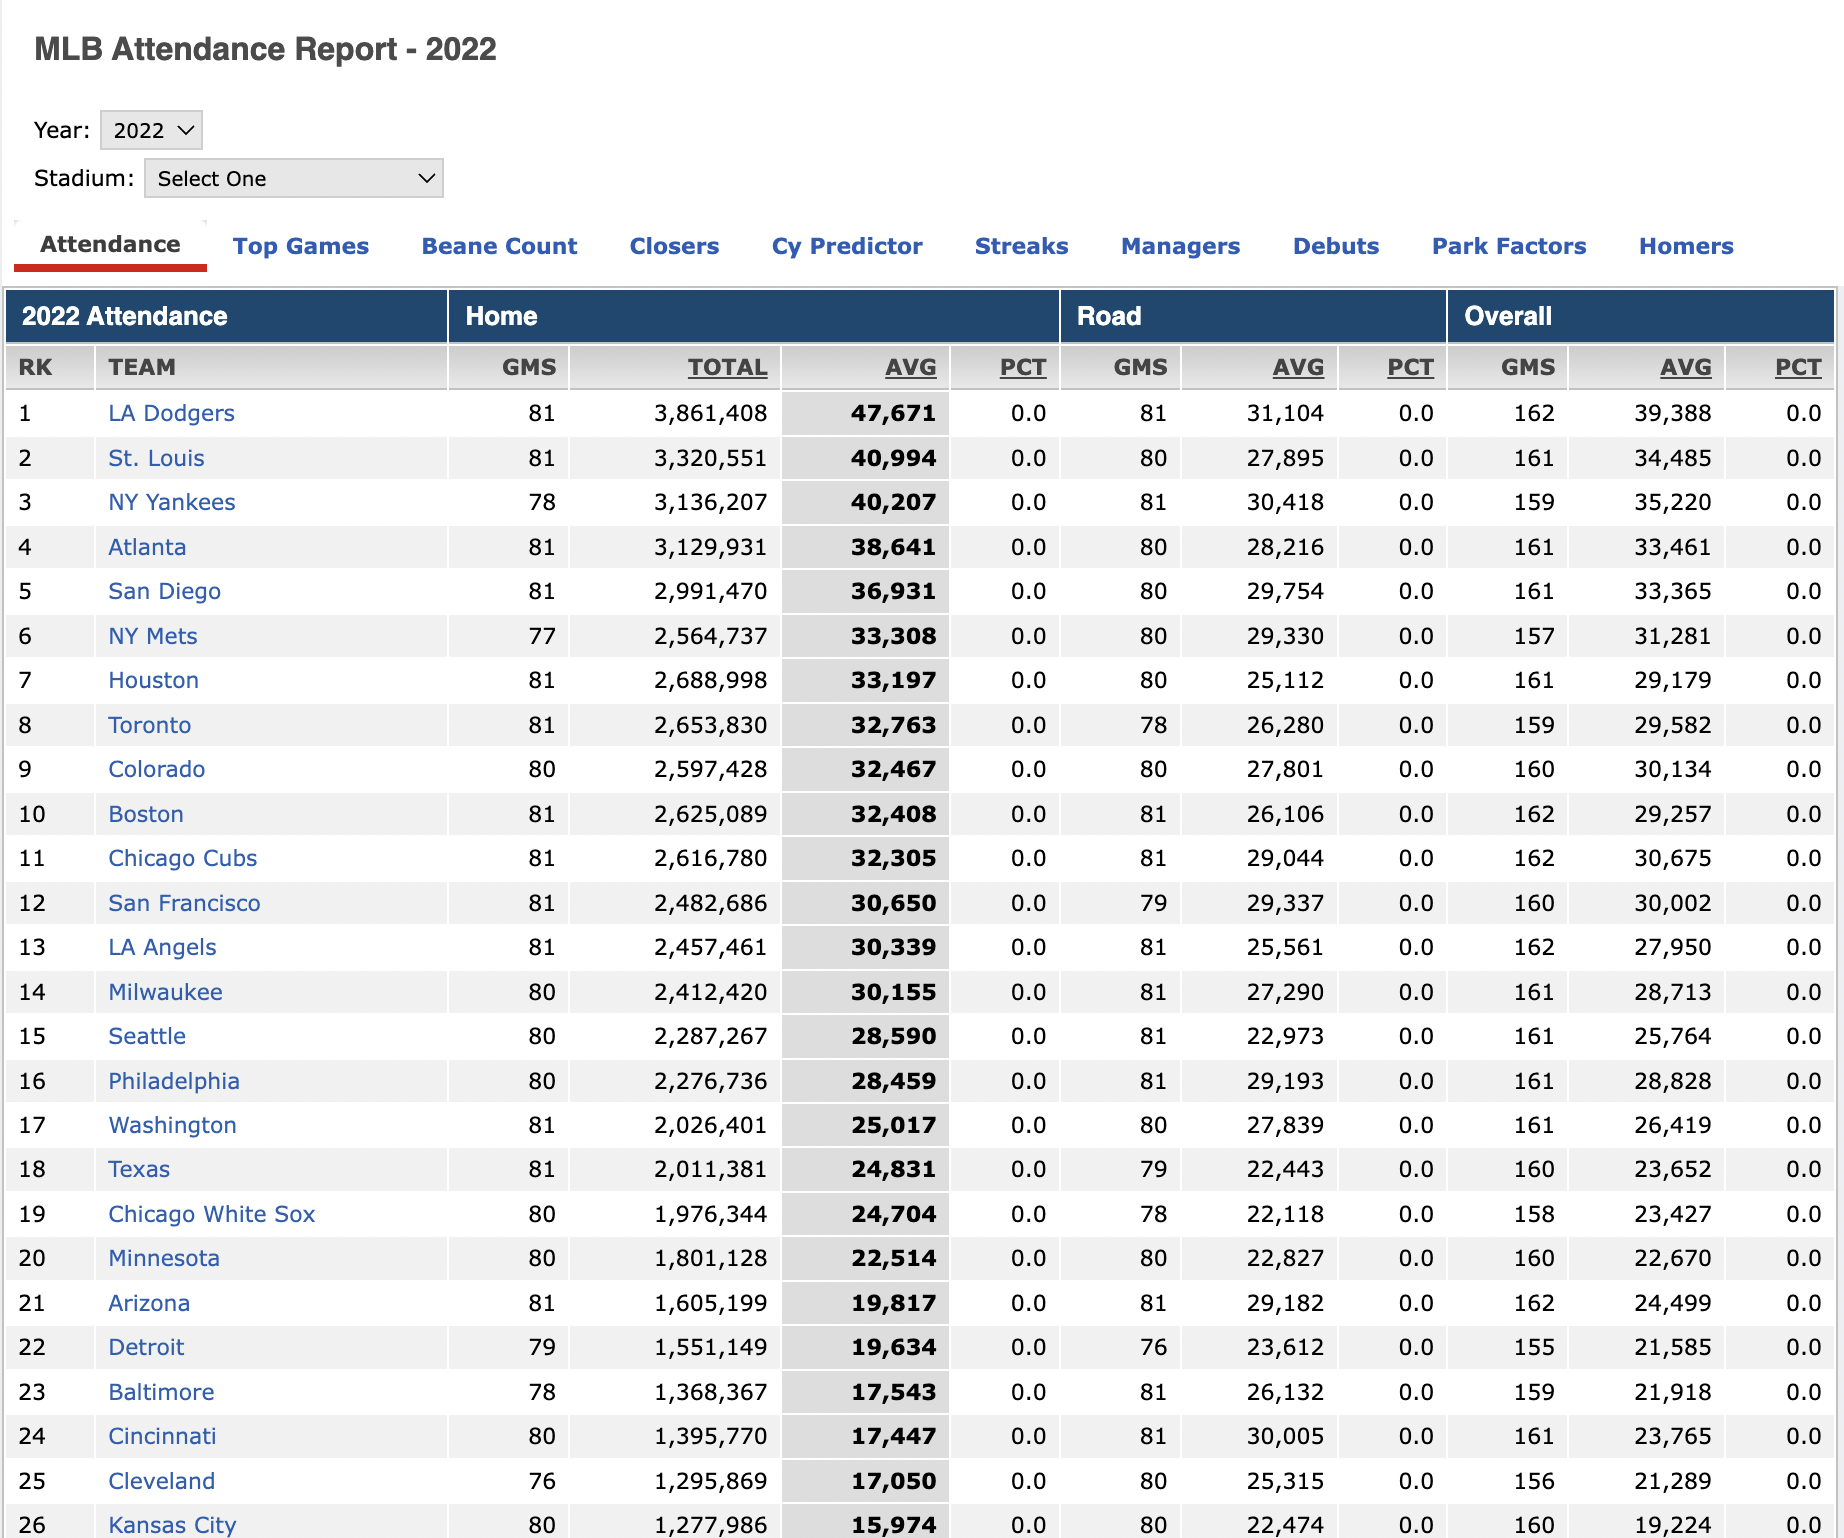 MLB Attendance Report - 2022
Year: 2022
Stadium: Select One
Attendance Top Games Beane Count Closers Cy Predictor Streaks Managers Debuts Park Factors Homers
2022 Attendance Home Road Overall
RK TEAM GMS TOTAL AVG PCT GMS AVG PCT GMS AVG PCT
1 LA Dodgers 81 3,861,408 47,671 0.0 81 31,104 0.0 162 39,388 0.0
2 St. Louis 81 3,320,551 40,994 0.0 80 27,895 0.0 161 34,485 0.0
3 NY Yankees 78 3,136,207 40,207 0.0 81 30,418 0.0 159 35,220 0.0
4 Atlanta 81 3,129,931 38,641 0.0 80 28,216 0.0 161 33,461 0.0
5 San Diego 81 2,991,470 36,931 0.0 80 29,754 0.0 161 33,365 0.0
6 NY Mets 77 2,564,737 33,308 0.0 80 29,330 0.0 157 31,281 0.0
7 Houston 81 2,688,998 33,197 0.0 80 25,112 0.0 161 29,179 0.0
8 Toronto 81 2,653,830 32,763 0.0 78 26,280 0.0 159 29,582 0.0
9 Colorado 80 2,597,428 32,467 0.0 80 27,801 0.0 160 30,134 0.0
10 Boston 81 2,625,089 32,408 0.0 81 26,106 0.0 162 29,257 0.0
11 Chicago Cubs 81 2,616,780 32,305 0.0 81 29,044 0.0 162 30,675 0.0
12 San Francisco 81 2,482,686 30,650 0.0 79 29,337 0.0 160 30,002 0.0
13 LA Angels 81 2,457,461 30,339 0.0 81 25,561 0.0 162 27,950 0.0
14 Milwaukee 80 2,412,420 30,155 0.0 81 27,290 0.0 161 28,713 0.0
15 Seattle 80 2,287,267 28,590 0.0 81 22,973 0.0 161 25,764 0.0
16 Philadelphia 80 2,276,736 28,459 0.0 81 29,193 0.0 161 28,828 0.0
17 Washington 81 2,026,401 25,017 0.0 80 27,839 0.0 161 26,419 0.0
18 Texas 81 2,011,381 24,831 0.0 79 22,443 0.0 160 23,652 0.0
19 Chicago White Sox 80 1,976,344 24,704 0.0 78 22,118 0.0 158 23,427 0.0
20 Minnesota 80 1,801,128 22,514 0.0 80 22,827 0.0 160 22,670 0.0
21 Arizona 81 1,605,199 19,817 0.0 81 29,182 0.0 162 24,499 0.0
22 Detroit 79 1,551,149 19,634 0.0 76 23,612 0.0 155 21,585 0.0
23 Baltimore 78 1,368,367 17,543 0.0 81 26,132 0.0 159 21,918 0.0
24 Cincinnati 80 1,395,770 17,447 0.0 81 30,005 0.0 161 23,765 0.0
25 Cleveland 76 1,295,869 17,050 0.0 80 25,315 0.0 156 21,289 0.0
26 Kansas City 80 1,277,986 15,974 0.0 80 22,474 0.0 160 19,224 0.0